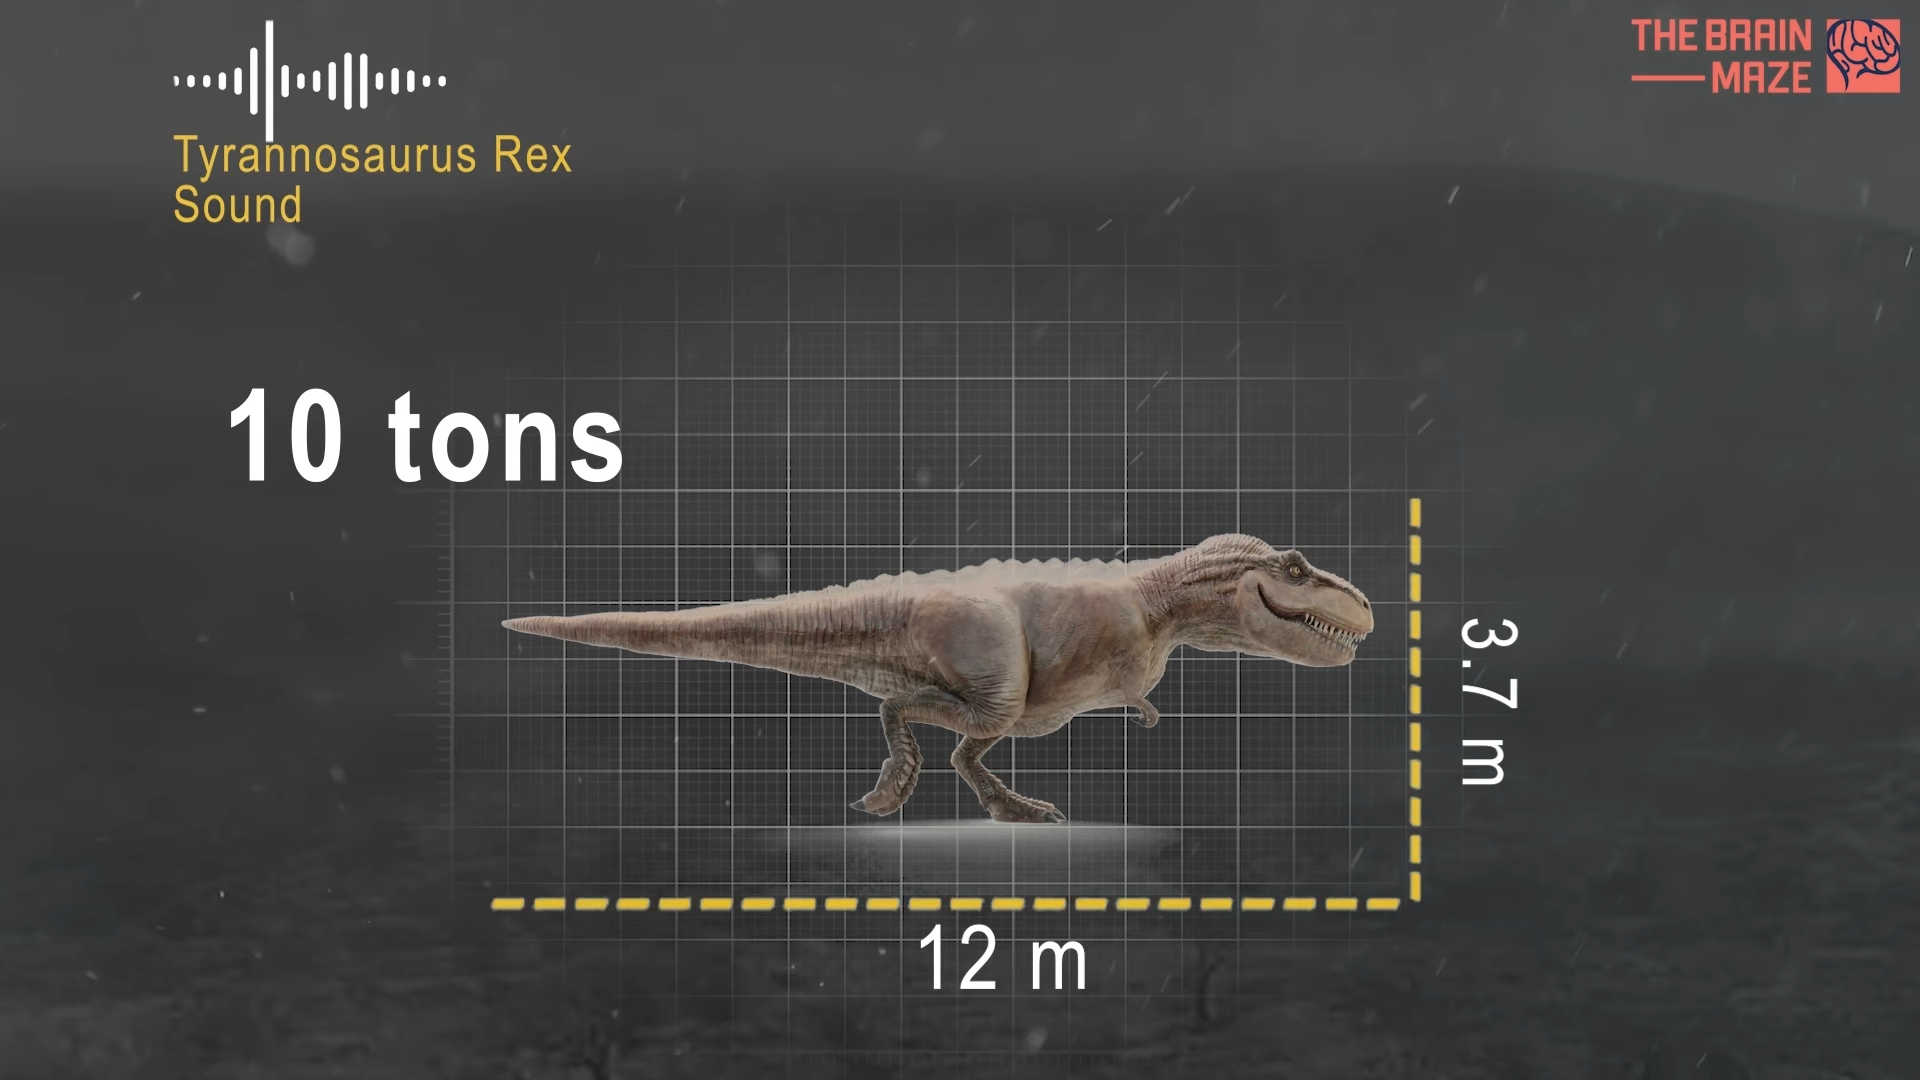 THE BRAIN
MAZE
Tyrannosaurus Rex
Sound
10 tons
3.7 m
12 m